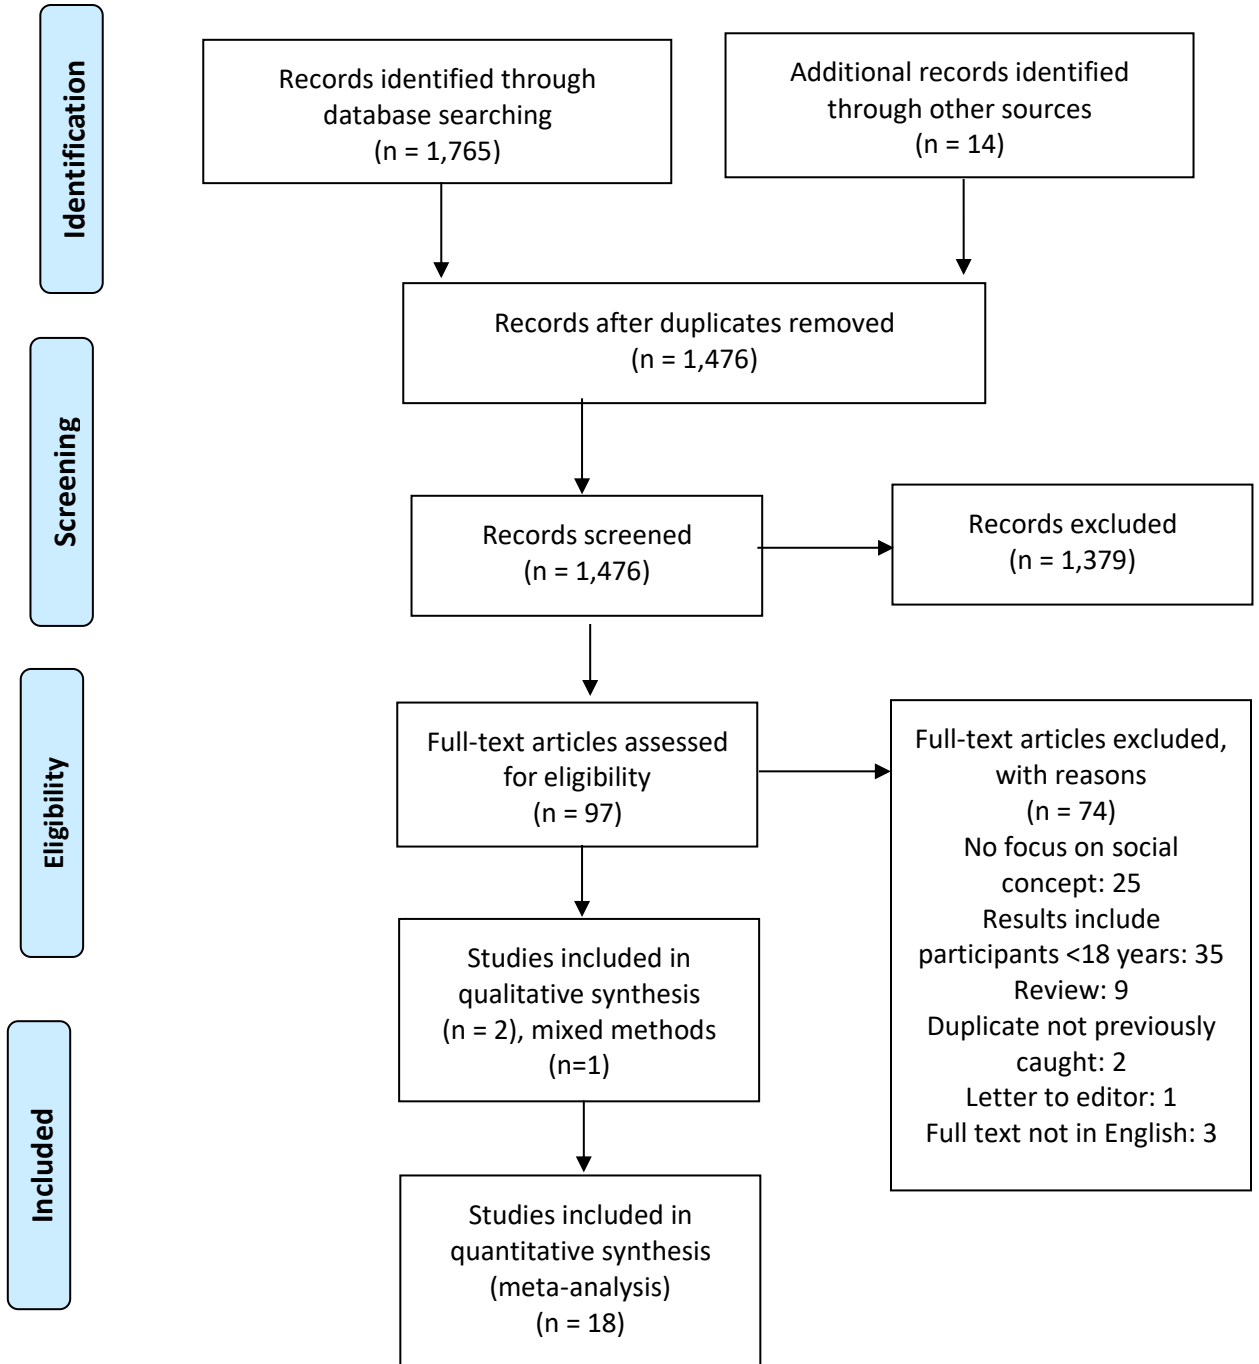 Identification
Records identified through
database searching
(n = 1,765)
Additional records identified
through other sources
(n = 14)
Records after duplicates removed
(n = 1,476)
Screening
Records screened
(n = 1,476)
Records excluded
(n = 1,379)
Eligibility
Full-text articles assessed
for eligibility
(n = 97)
Full-text articles excluded,
with reasons
(n = 74)
No focus on social
concept: 25
Results include
participants <18 years: 35
Review: 9
Duplicate not previously
caught: 2
Letter to editor: 1
Full text not in English: 3
Studies included in
qualitative synthesis
(n = 2), mixed methods
(n=1)
Included
Studies included in
quantitative synthesis
(meta-analysis)
(n = 18)